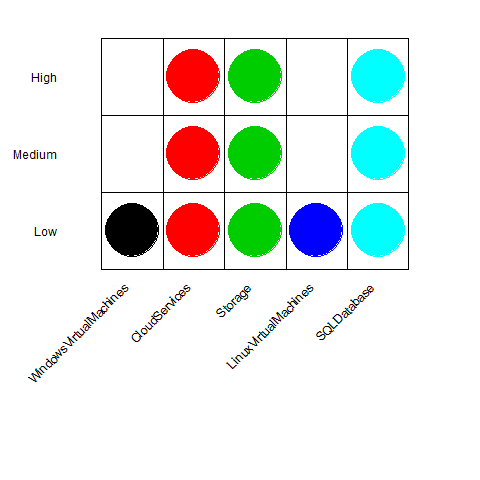 High
Medium
Low
WindowsVirtualMachines
CloudServices
Storage
LinuxVirtualMachines
SQLDatabase